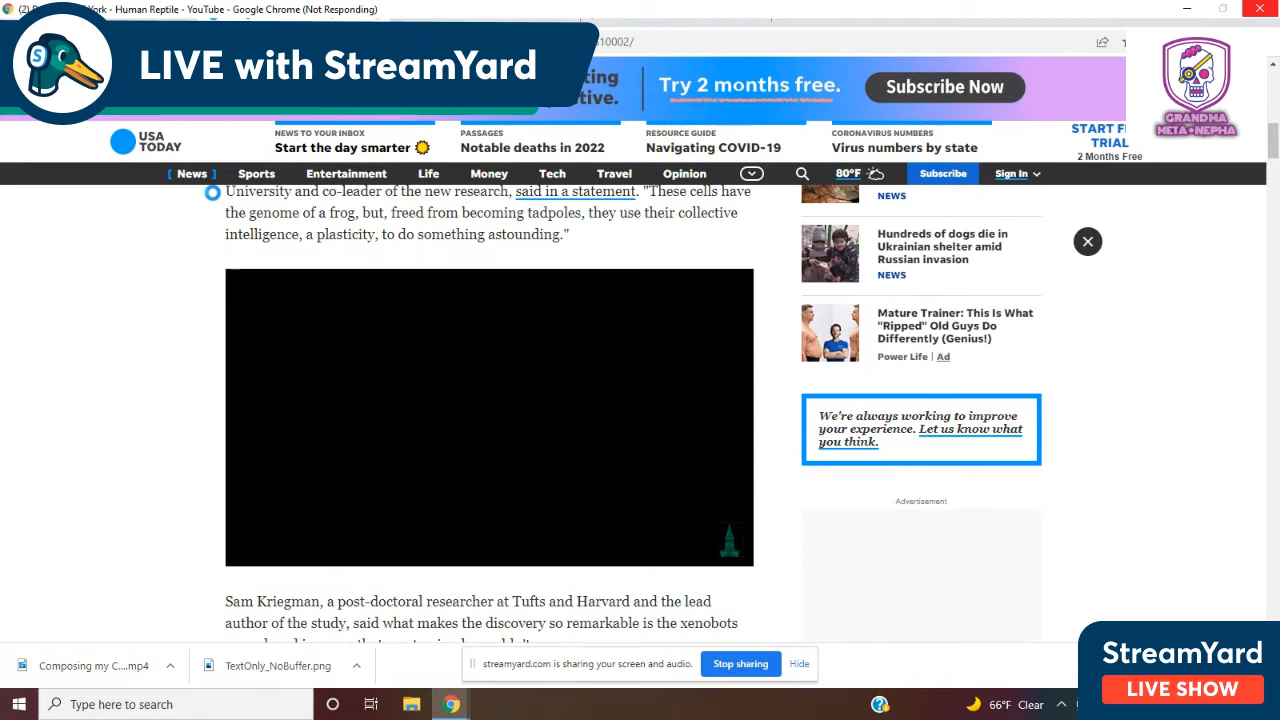 (2)
rk - Human Reptile - YouTube - Google Chrome (Not Responding)
S
LIVE with StreamYard
10002/
ting
tive.
Try 2 months free.
Subscribe Now
GRANDMA
META•NEPHA
USA
TODAY
NEWS TO YOUR INBOX
Start the day smarter
PASSAGES
Notable deaths in 2022
RESOURCE GUIDE
Navigating COVID-19
CORONAVIRUS NUMBERS
Virus numbers by state
START F
TRIAL
2 Months Free
[ News ]
Sports
Entertainment
Life
Money
Tech
Travel
Opinion
80°F
Subscribe
Sign In
University and co-leader of the new research, said in a statement. "These cells have
the genome of a frog, but, freed from becoming tadpoles, they use their collective
intelligence, a plasticity, to do something astounding."
NEWS
Hundreds of dogs die in
Ukrainian shelter amid
Russian invasion
NEWS
Mature Trainer: This Is What
"Ripped" Old Guys Do
Differently (Genius!)
Power Life | Ad
We're always working to improve
your experience. Let us know what
you think.
Advertisement
Sam Kriegman, a post-doctoral researcher at Tufts and Harvard and the lead
author of the study, said what makes the discovery so remarkable is the xenobots
Composing my C....mp4
TextOnly_NoBuffer.png
streamyard.com is sharing your screen and audio.
Stop sharing
Hide
StreamYard
LIVE SHOW
Type here to search
66°F Clear